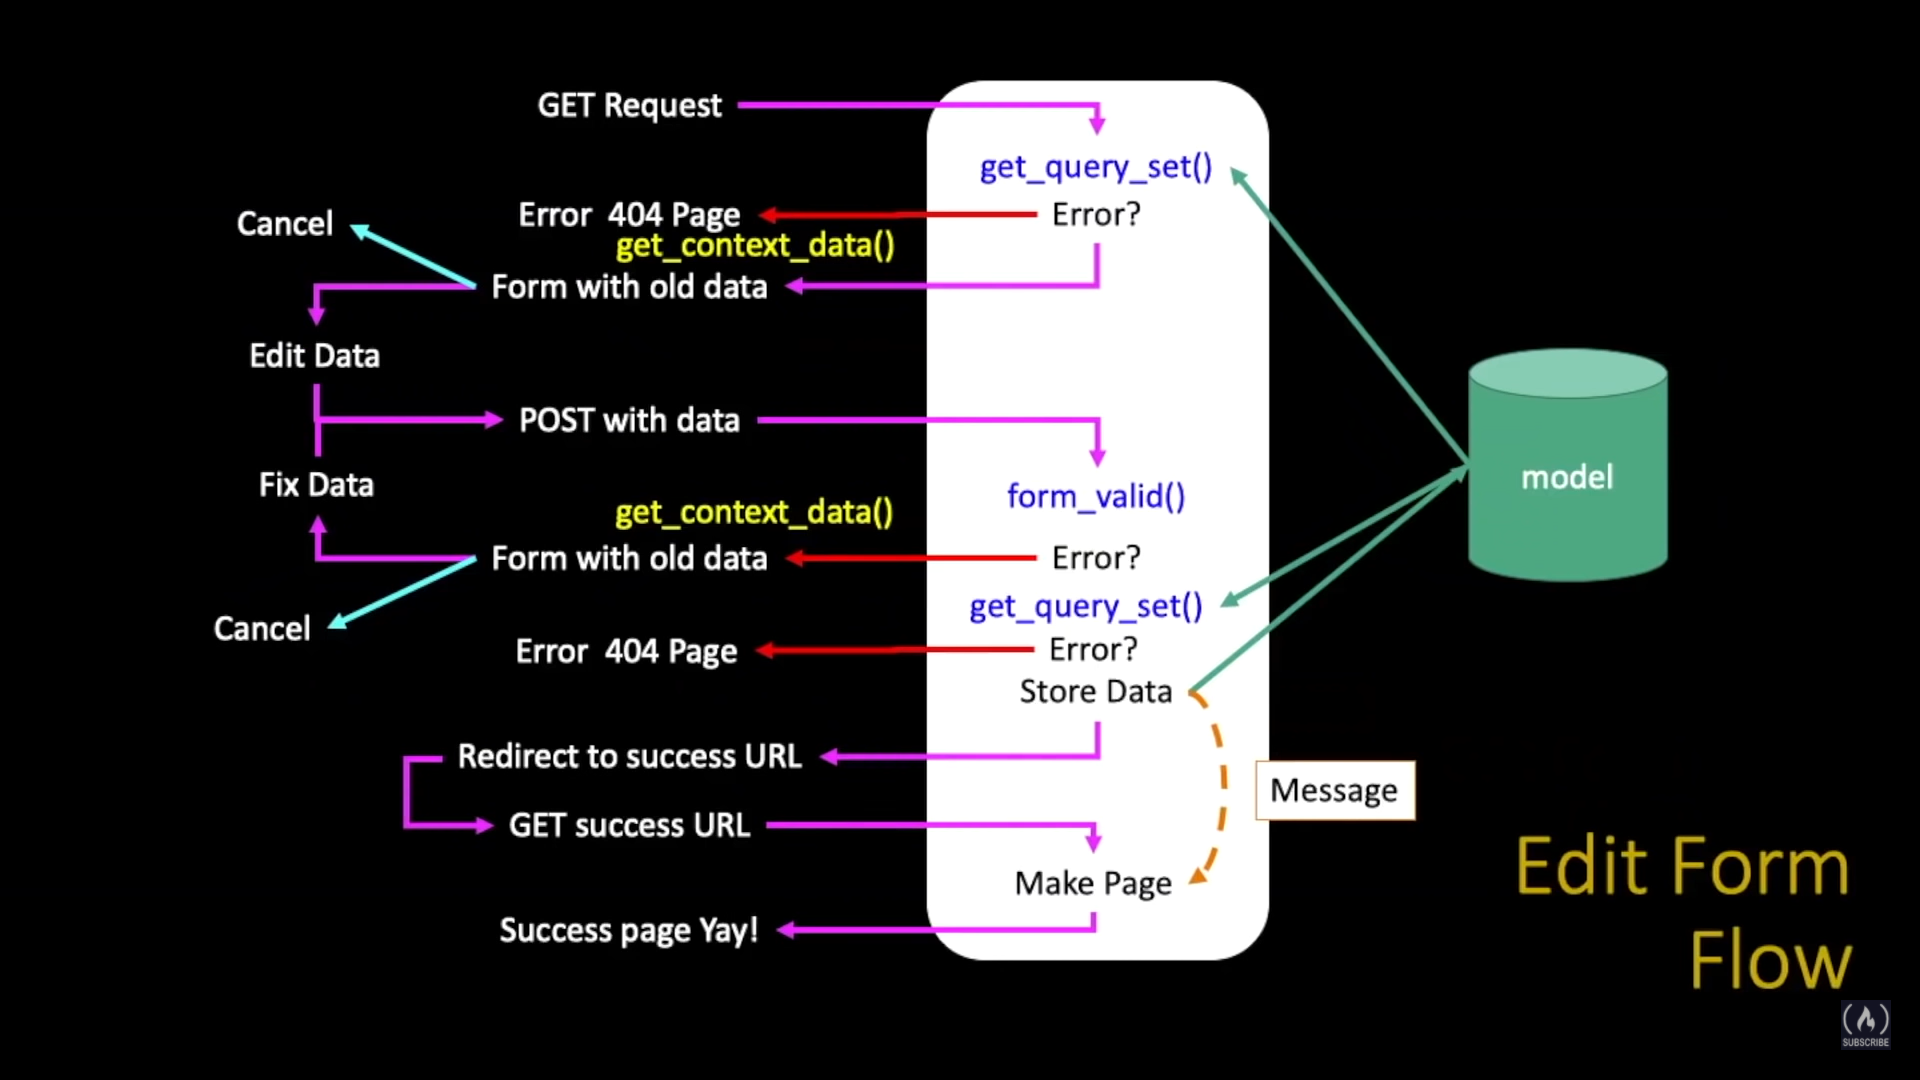 GET Request
get_query_set()
Cancel
Error 404 Page
Error?
get_context_data()
Form with old data
Edit Data
POST with data
model
Fix Data
form_valid()
get_context_data()
Form with old data
Error?
get_query_set()
Cancel
Error 404 Page
Error?
Store Data
Redirect to success URL
Message
GET success URL
Make Page
Success page Yay!
Edit Form
Flow
SUBSCRIBE